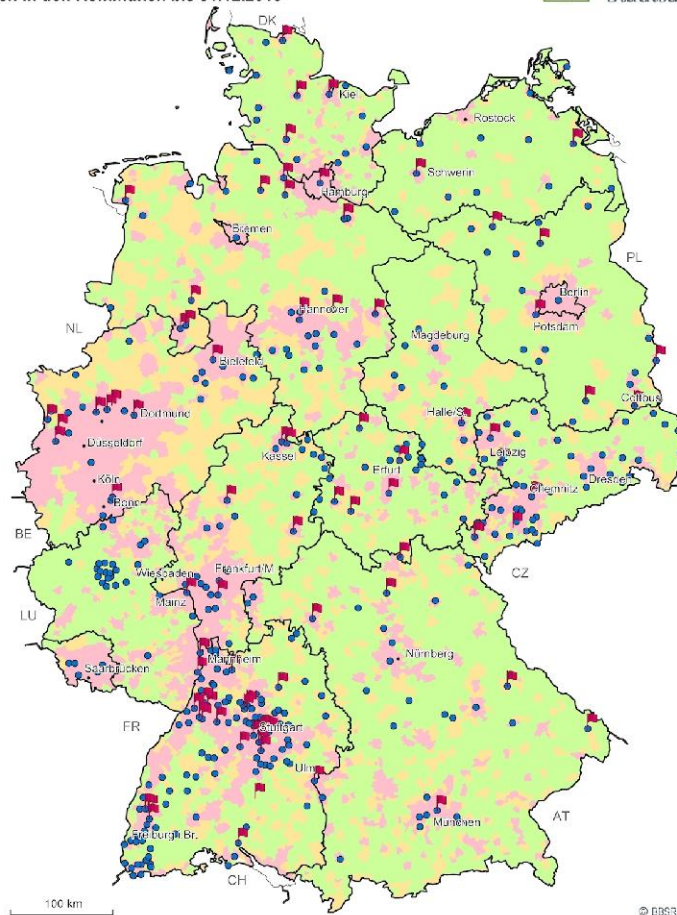 DK
Kiel
Rostock
Schwerin
Hamburg
Bremen
PL
Berlin
Hannover
Potsdam
NL
Magdeburg
Bielefeld
Cottbus
Dortmund
Halle/S.
Düsseldorf
Leipzig
Kassel
Erfurt
Dresden
Köln
Chemnitz
Bonn
BE
Frankfurt/M
Wiesbaden
CZ
Mainz
LU
Nürnberg
Mannheim
Saarbrücken
FR
Stuttgart
Ulm
AT
München
Freiburg i Br.
CH
100 km
© BBSR